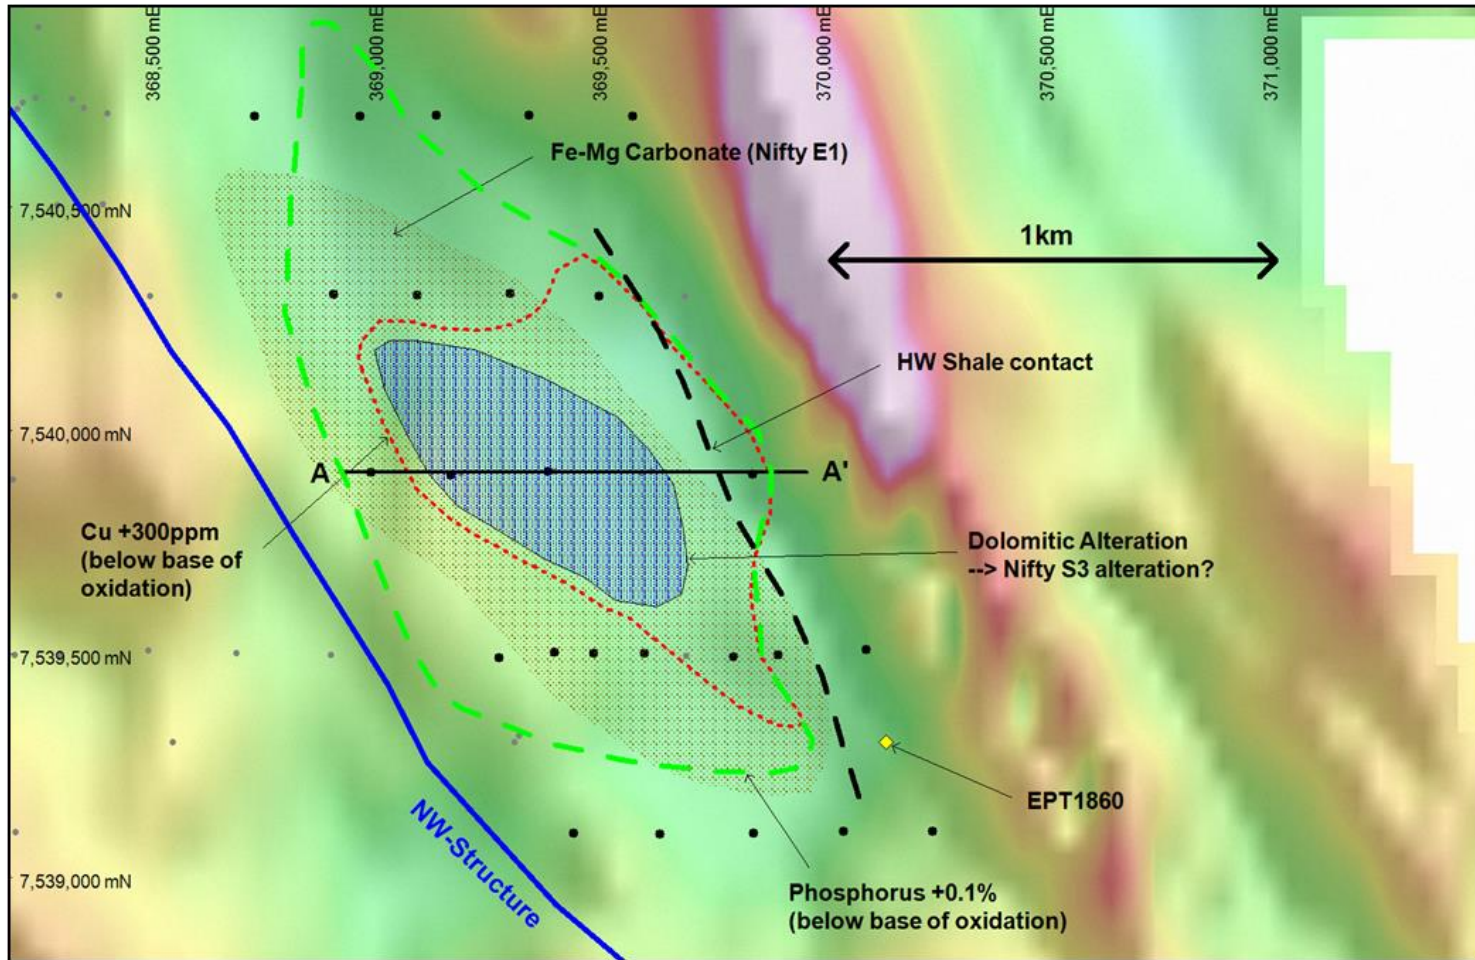 368,500 mE
369,000 mE
369,500 mE
370,000 mE
370,500 mE
371,000 mE
Fe-Mg Carbonate (Nifty E1)
7,540,500 mN
1km
HW Shale contact
7,540,000 mN
A
A'
Cu +300ppm
(below base of
oxidation)
Dolomitic Alteration
--> Nifty S3 alteration?
7,539,500 mN
EPT1860
NW-Structure
7,539,000 mN
Phosphorus +0.1%
(below base of oxidation)